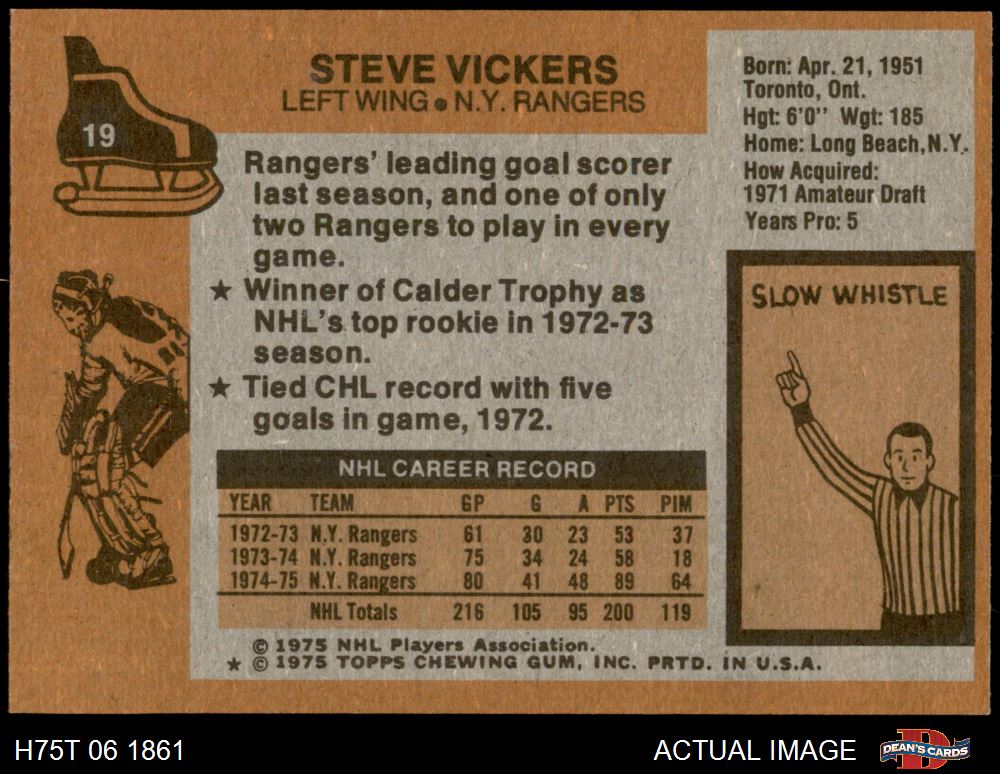 STEVE VICKERS
LEFT WING • N.Y. RANGERS
19
Born: Apr. 21, 1951
Toronto, Ont.
Hgt: 6'0'' Wgt: 185
Home: Long Beach, N.Y.
How Acquired:
1971 Amateur Draft
Years Pro: 5
Rangers' leading goal scorer
last season, and one of only
two Rangers to play in every
game.
★ Winner of Calder Trophy as
NHL's top rookie in 1972-73
season.
★ Tied CHL record with five
goals in game, 1972.
SLOW WHISTLE
NHL CAREER RECORD
YEAR TEAM GP G A PTS PIM
1972-73 N.Y. Rangers 61 30 23 53 37
1973-74 N.Y. Rangers 75 34 24 58 18
1974-75 N.Y. Rangers 80 41 48 89 64
NHL Totals 216 105 95 200 119
© 1975 NHL Players Association.
★ © 1975 TOPPS CHEWING GUM, INC. PRTD. IN U.S.A.
H75T 06 1861
ACTUAL IMAGE
DEAN'S CARDS